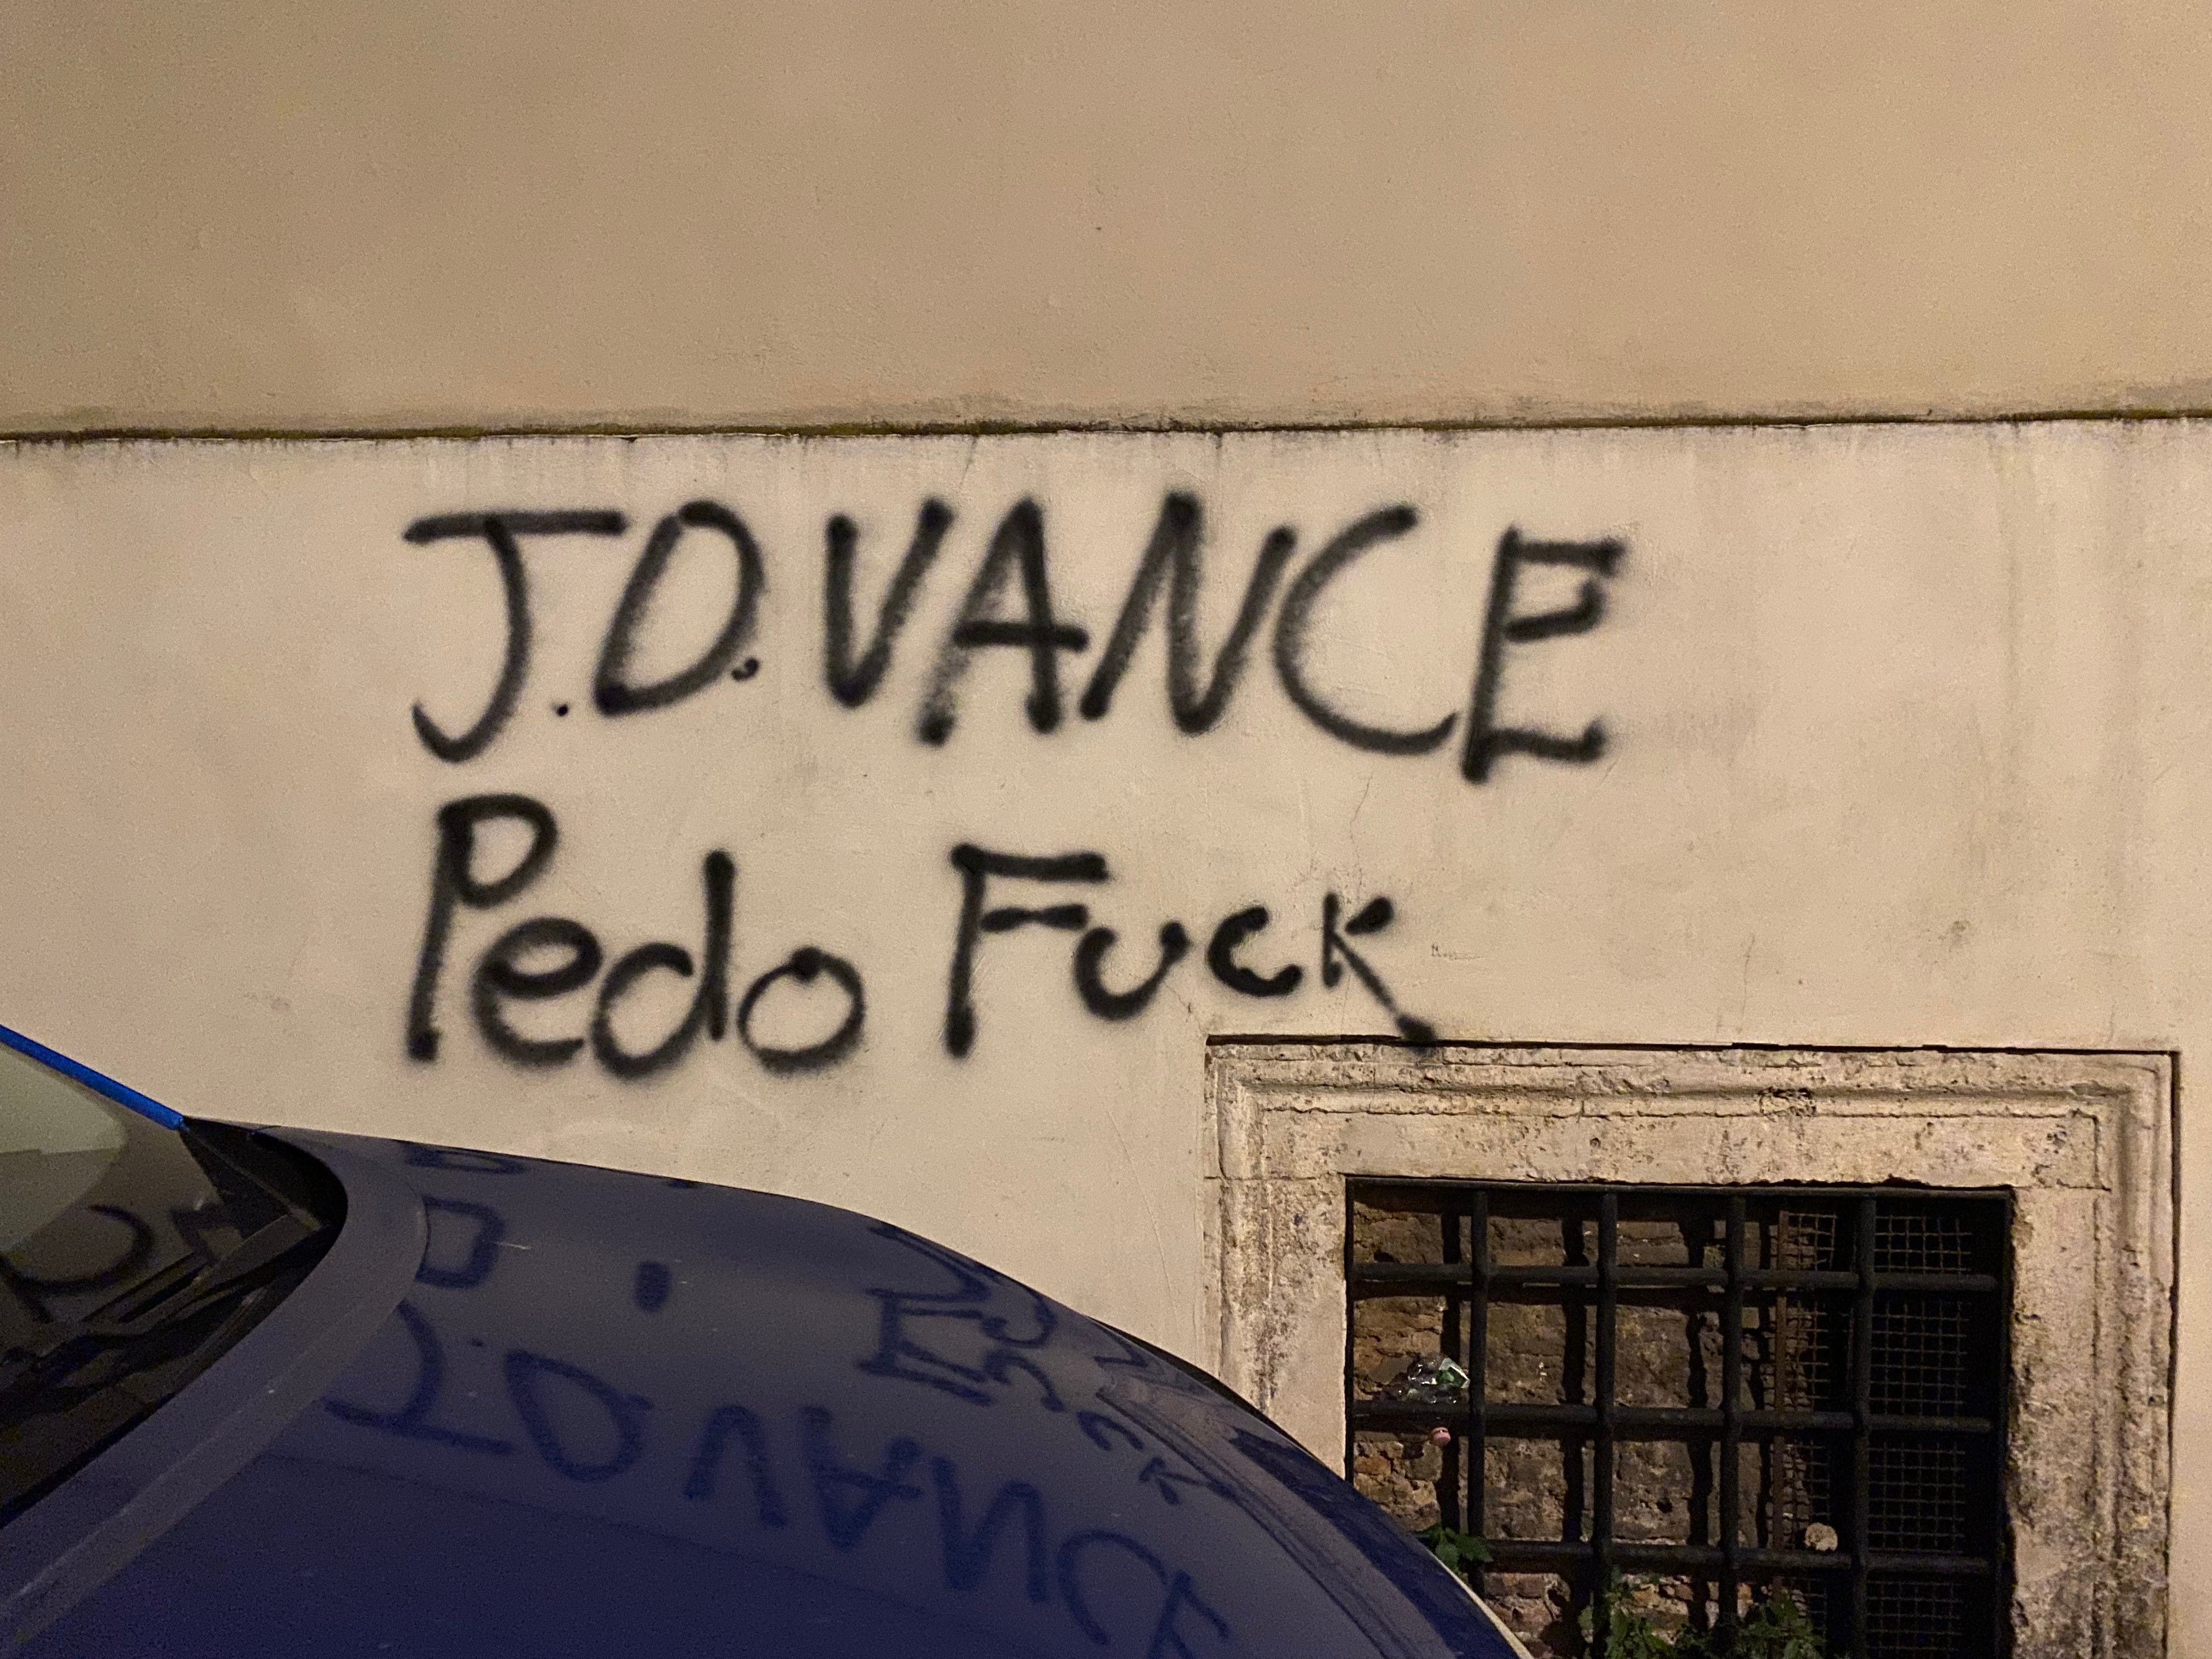 J.D. VANCE
Pedo Fuck